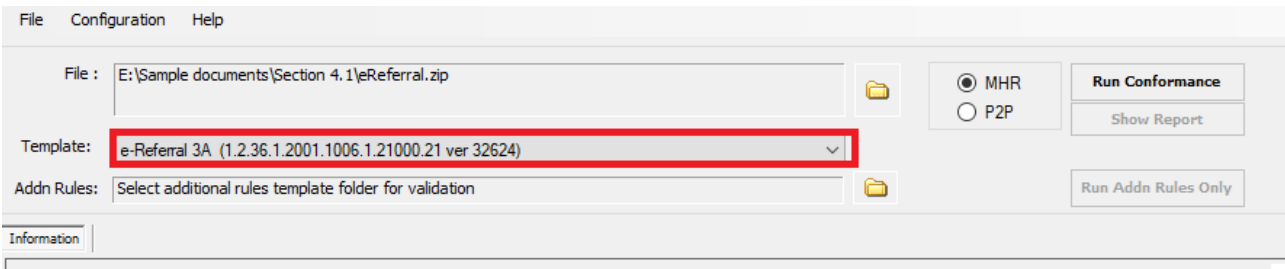 File Configuration Help
File : E:\Sample documents\Section 4.1\eReferral.zip
MHR
Run Conformance
P2P
Show Report
Template: e-Referral 3A (1.2.36.1.2001.1006.1.21000.21 ver 32624)
Addn Rules: Select additional rules template folder for validation
Run Addn Rules Only
Information